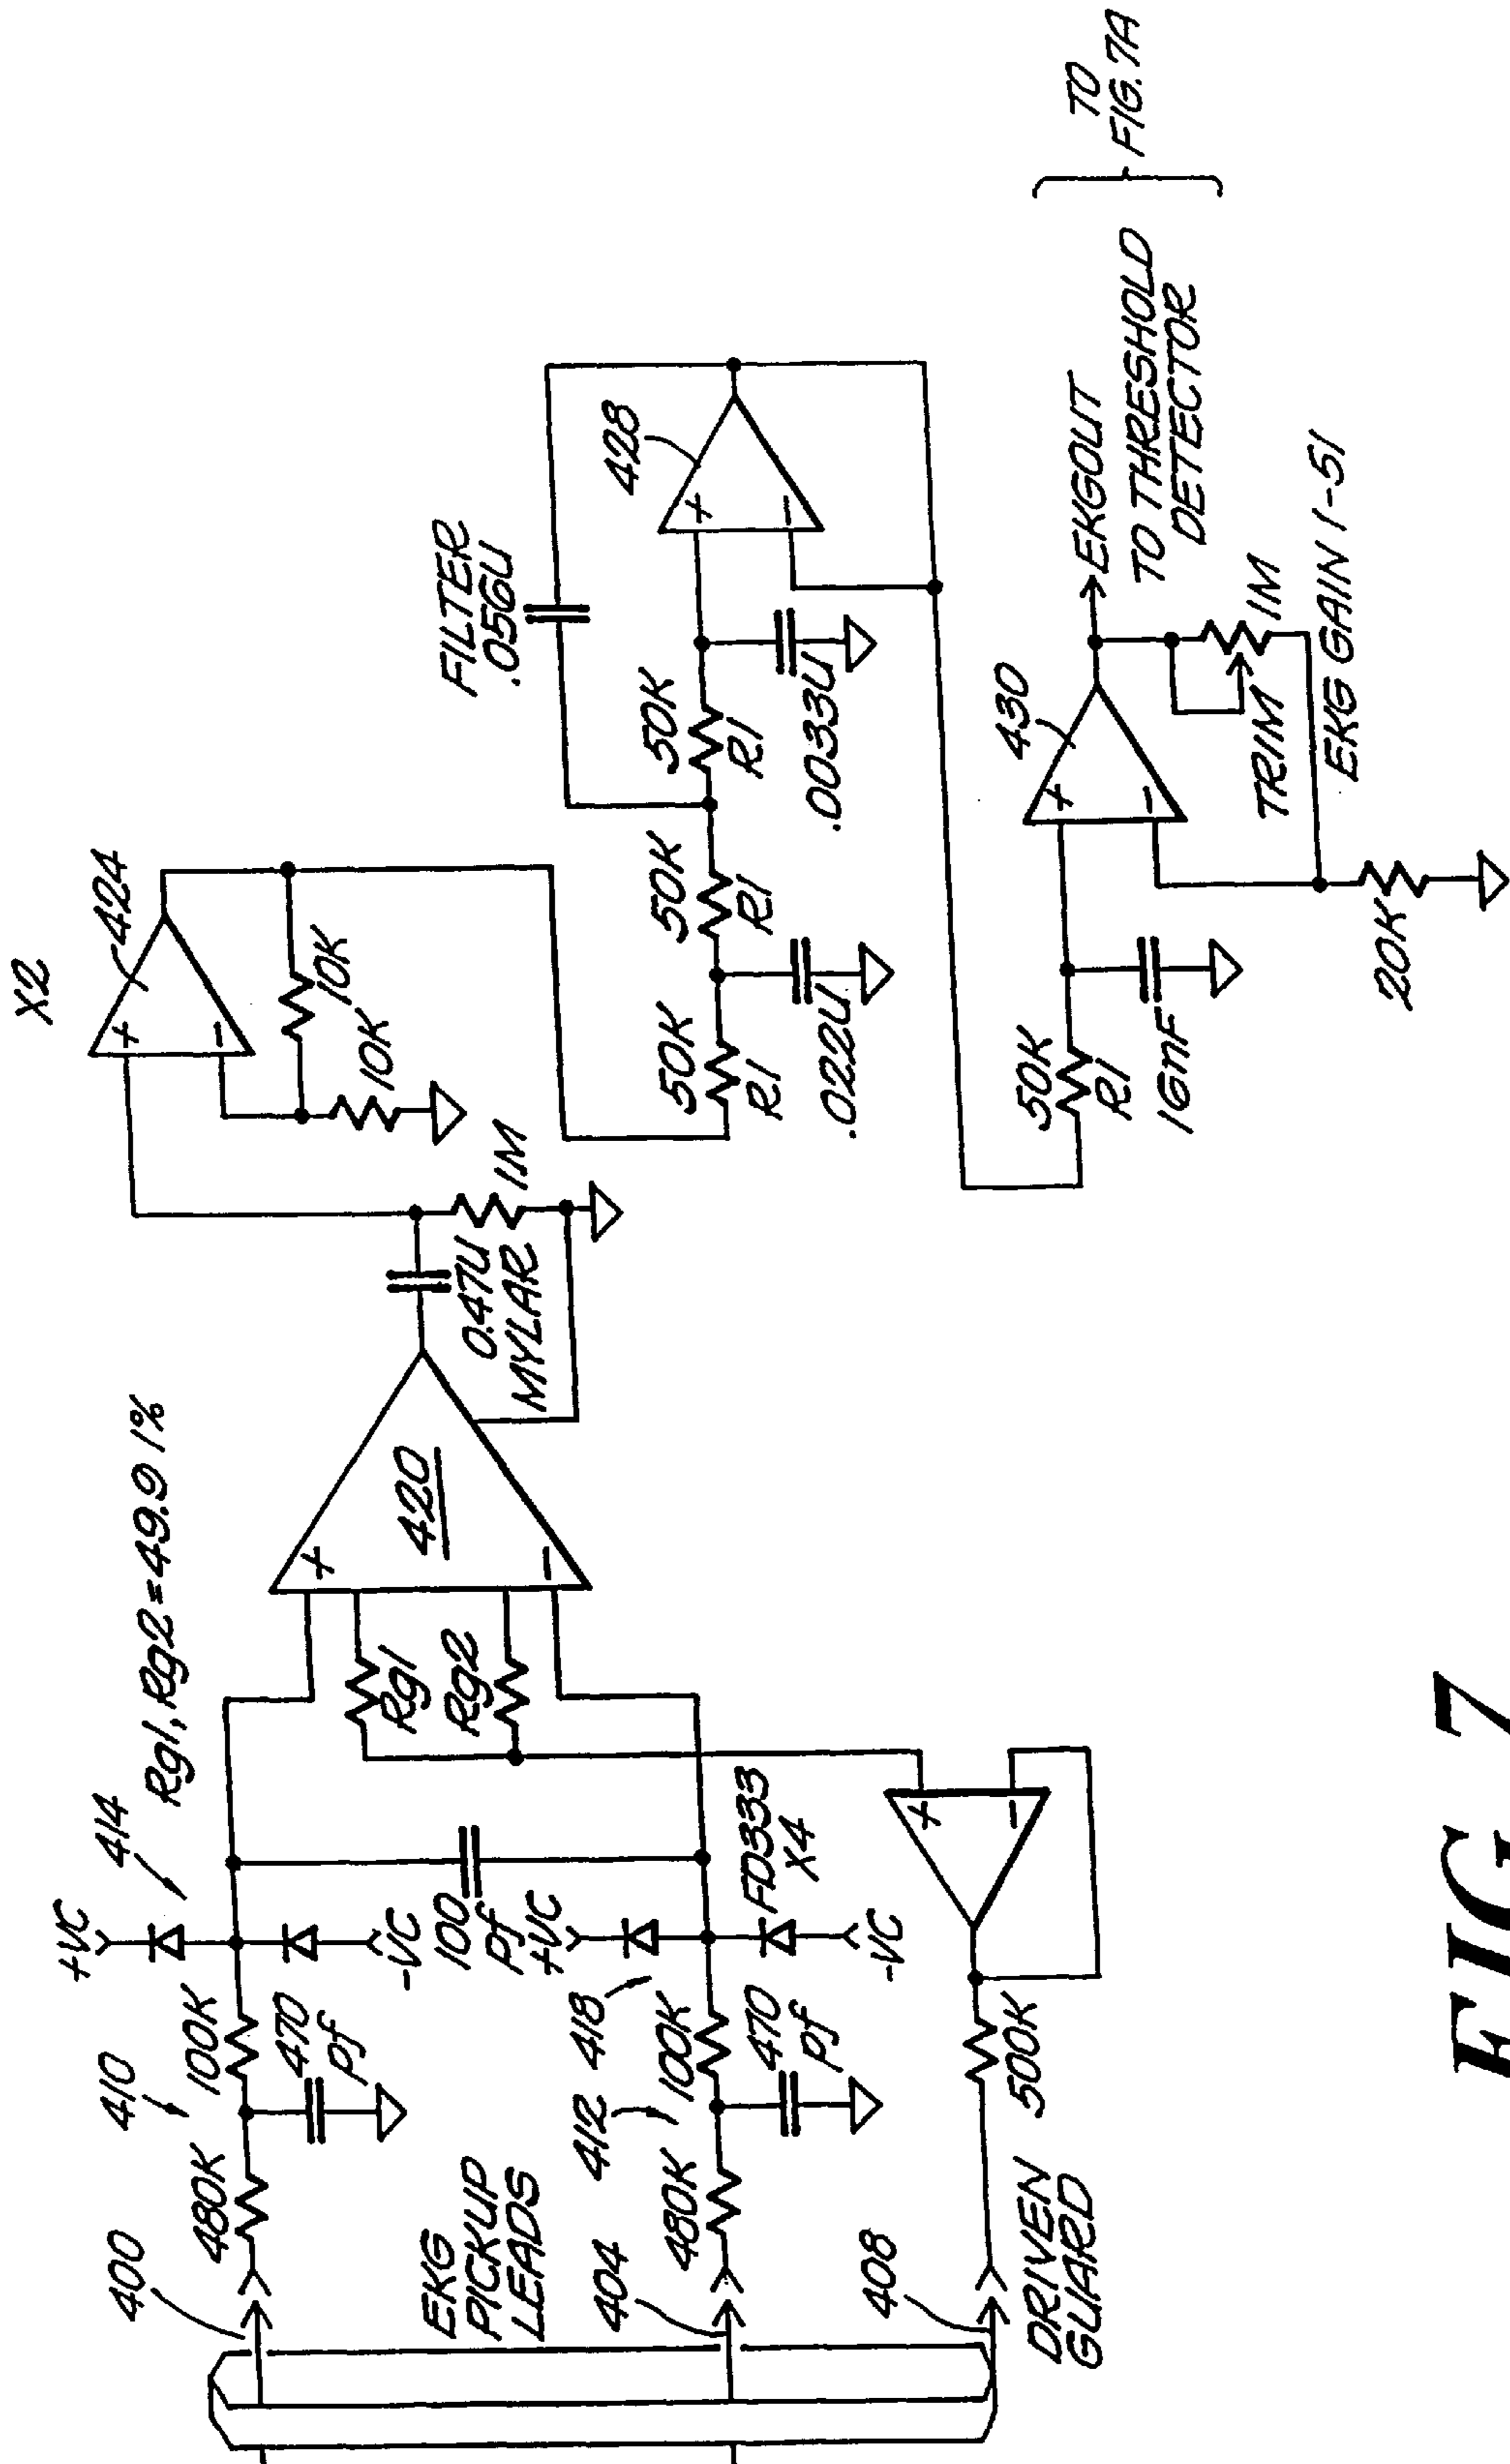 400
480K
410
100K
470
pf
+VC
414
-VC
Rg1, Rg2 = 49.9 1%
EKG
PICKUP
LEADS
404
480K
412
418
100K
470
pf
100
pf
+VC
FD333
X4
-VC
408
DRIVEN
GUARD
500K
Rg1
Rg2
+
420
−
+
−
0.47U
MYLAR
1M
X2
424
+
−
10K
10K
FILTER
.056U
50K
R1
.022U
50K
R1
50K
R1
.0033U
428
+
−
50K
R1
16nF
430
+
−
20K
TRIM
1M
EKG GAIN 1-51
EKGOUT
TO THRESHOLD
DETECTOR
TO
FIG. 7A
FIG. 7